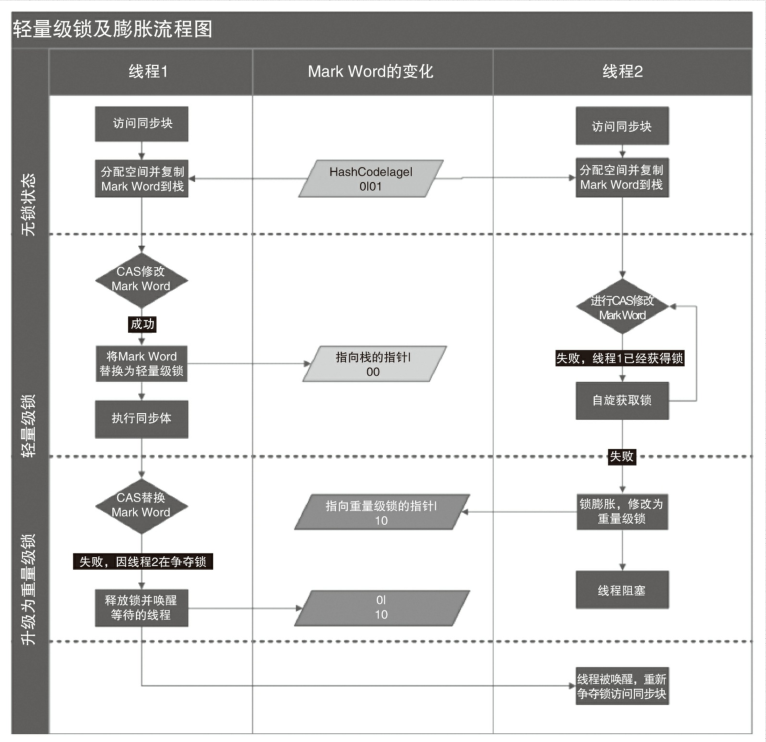 轻量级锁及膨胀流程图
线程1
Mark Word的变化
线程2
无锁状态
访问同步块
访问同步块
分配空间并复制
Mark Word到栈
HashCode|age|
0|01
分配空间并复制
Mark Word到栈
轻量级锁
CAS修改
Mark Word
进行CAS修改
Mark Word
成功
将Mark Word
替换为轻量级锁
指向栈的指针|
00
失败，线程1已经获得锁
执行同步体
自旋获取锁
失败
升级为重量级锁
CAS替换
Mark Word
指向重量级锁的指针|
10
锁膨胀，修改为
重量级锁
失败，因线程2在争夺锁
释放锁并唤醒
等待的线程
0|
10
线程阻塞
线程被唤醒，重新
争夺锁访问同步块